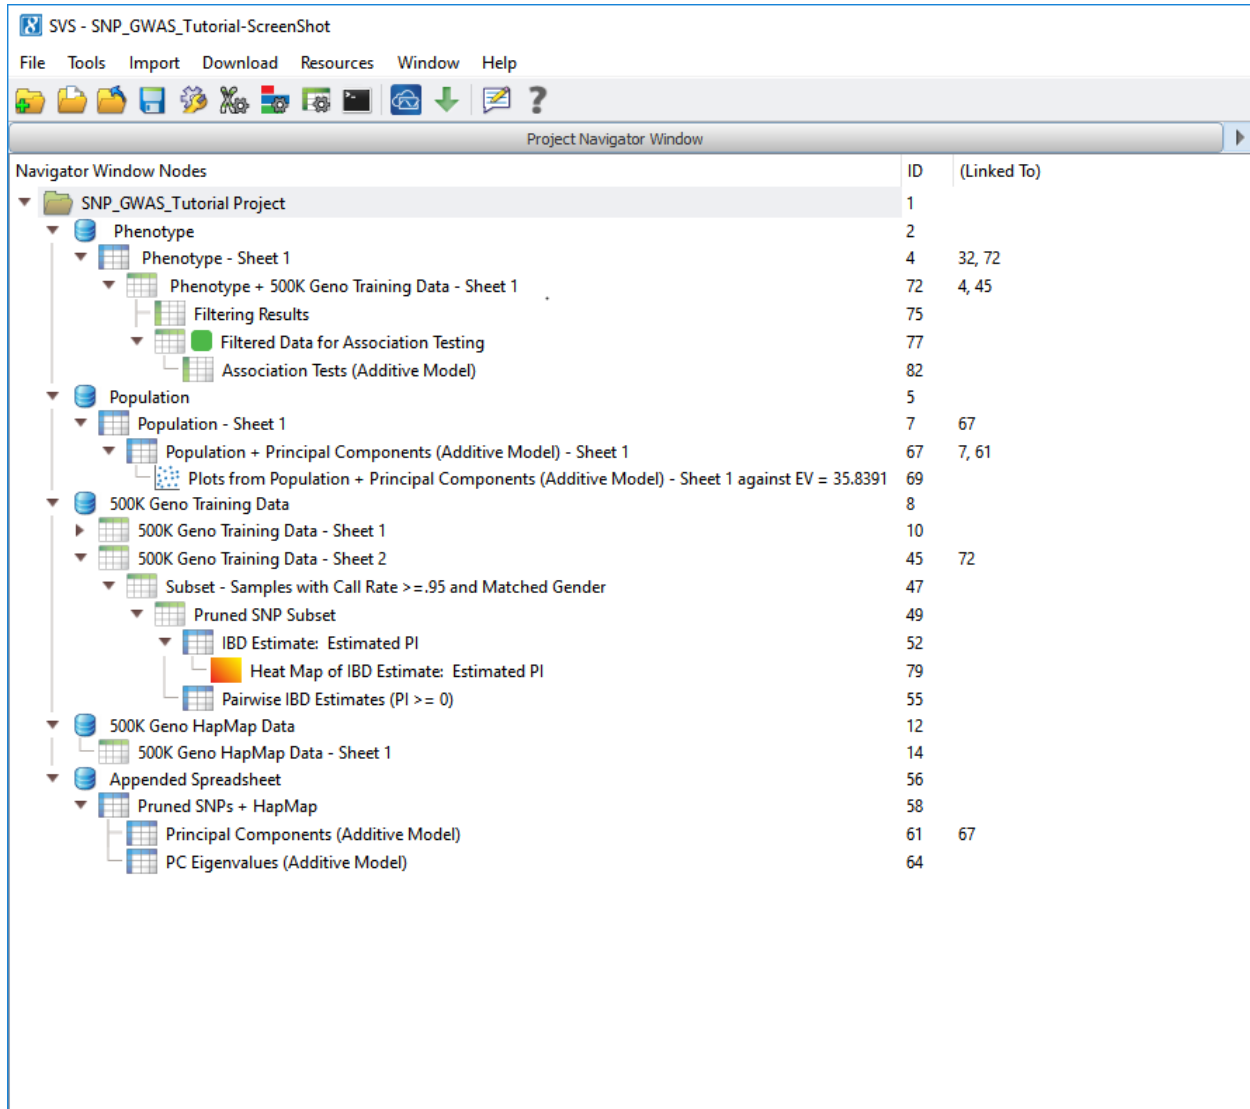 SVS - SNP_GWAS_Tutorial-ScreenShot
File Tools Import Download Resources Window Help
Project Navigator Window
Navigator Window Nodes ID (Linked To)
SNP_GWAS_Tutorial Project 1
Phenotype 2
Phenotype - Sheet 1 4 32, 72
Phenotype + 500K Geno Training Data - Sheet 1 72 4, 45
Filtering Results 75
Filtered Data for Association Testing 77
Association Tests (Additive Model) 82
Population 5
Population - Sheet 1 7 67
Population + Principal Components (Additive Model) - Sheet 1 67 7, 61
Plots from Population + Principal Components (Additive Model) - Sheet 1 against EV = 35.8391 69
500K Geno Training Data 8
500K Geno Training Data - Sheet 1 10
500K Geno Training Data - Sheet 2 45 72
Subset - Samples with Call Rate >=.95 and Matched Gender 47
Pruned SNP Subset 49
IBD Estimate: Estimated PI 52
Heat Map of IBD Estimate: Estimated PI 79
Pairwise IBD Estimates (PI >= 0) 55
500K Geno HapMap Data 12
500K Geno HapMap Data - Sheet 1 14
Appended Spreadsheet 56
Pruned SNPs + HapMap 58
Principal Components (Additive Model) 61 67
PC Eigenvalues (Additive Model) 64